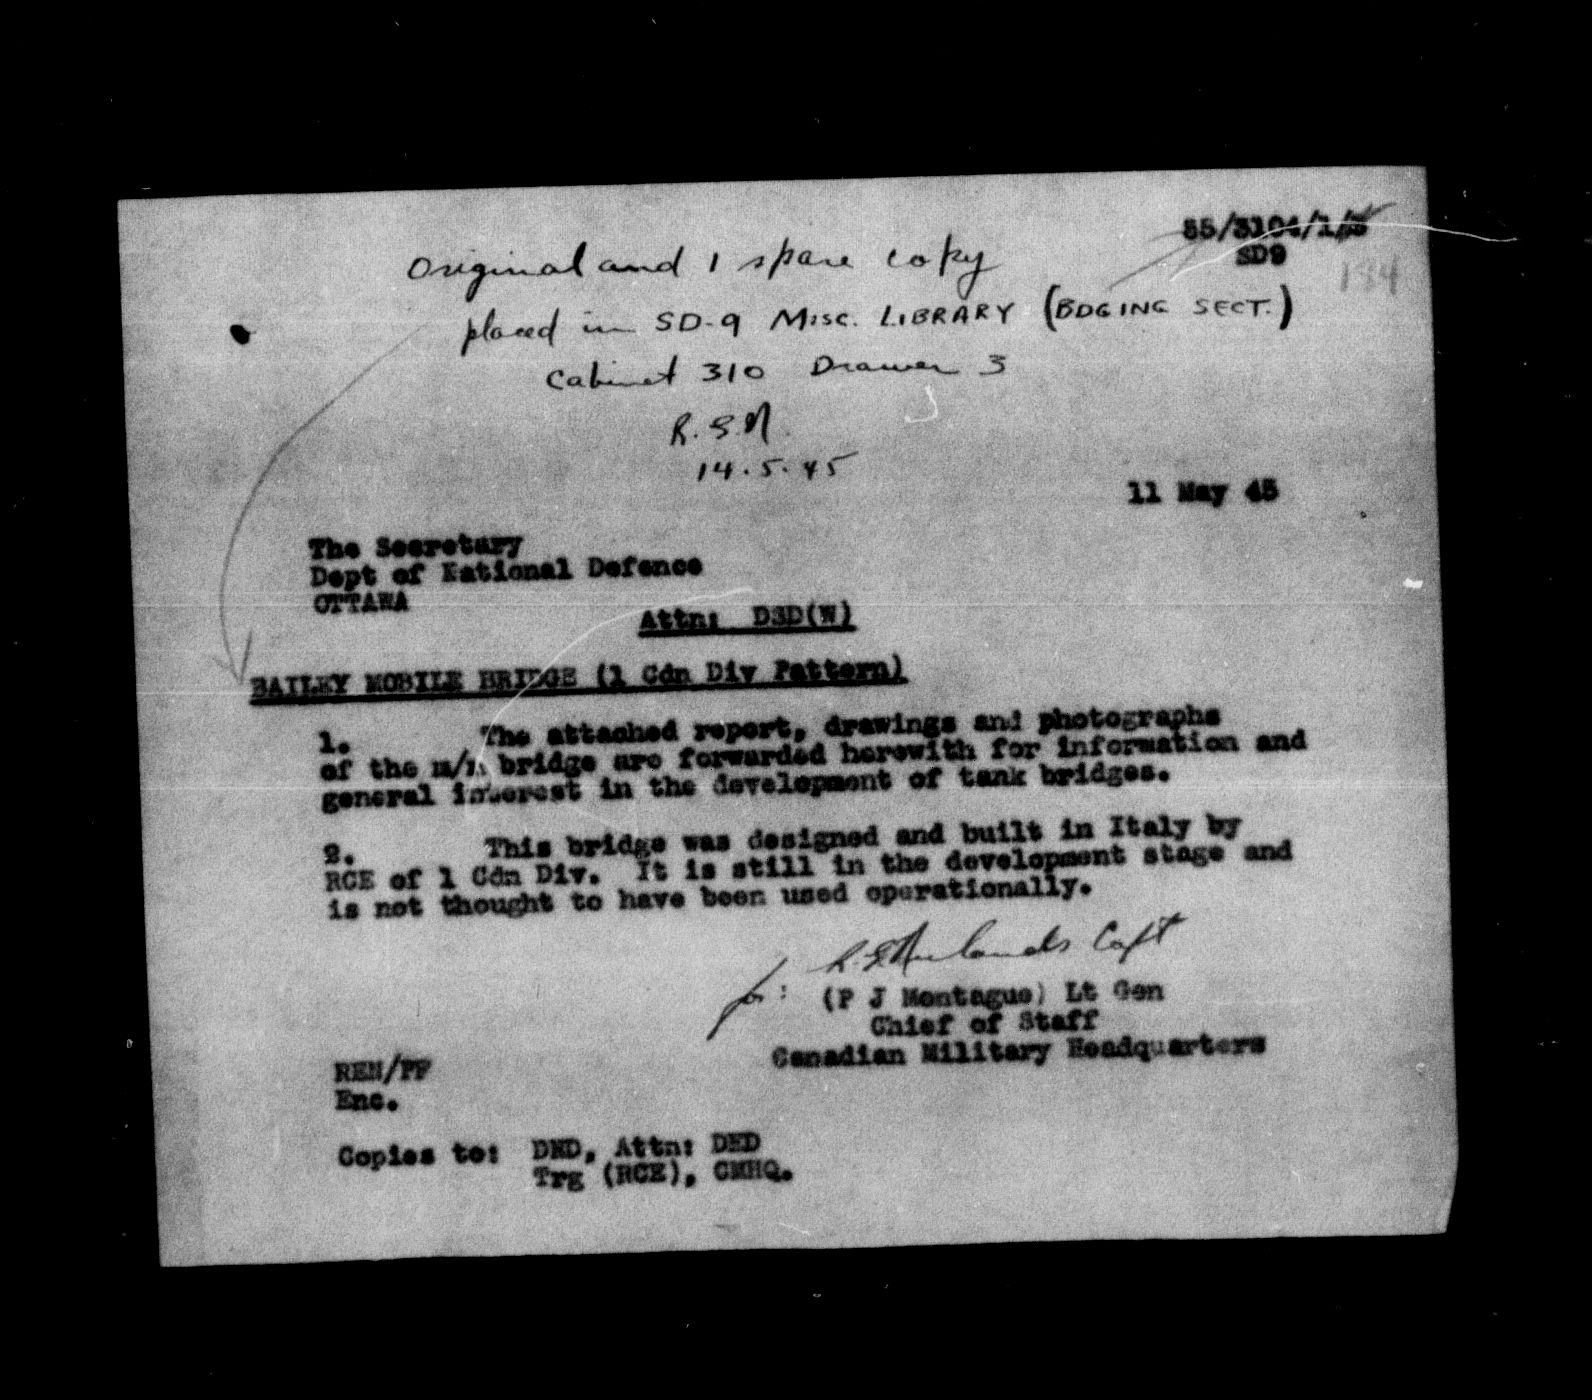 55/3104/1/5
SD9
184
Original and 1 spare copy
placed in SD-9 Misc. LIBRARY (BDGING SECT.)
Cabinet 310 Drawer 3
R.E.N.
14.5.45
11 May 45
The Secretary
Dept of National Defence
OTTAWA
Attn: DSD(W)
BAILEY MOBILE BRIDGE (1 Cdn Div Pattern)
1. The attached report, drawings and photographs
of the m/n bridge are forwarded herewith for information and
general interest in the development of tank bridges.
2. This bridge was designed and built in Italy by
RCE of 1 Cdn Div. It is still in the development stage and
is not thought to have been used operationally.
R.E. Newlands Capt
for: (P J Montague) Lt Gen
Chief of Staff
Canadian Military Headquarters
REN/PF
Enc.
Copies to: DND, Attn: DED
Trg (RCE), CMHQ.